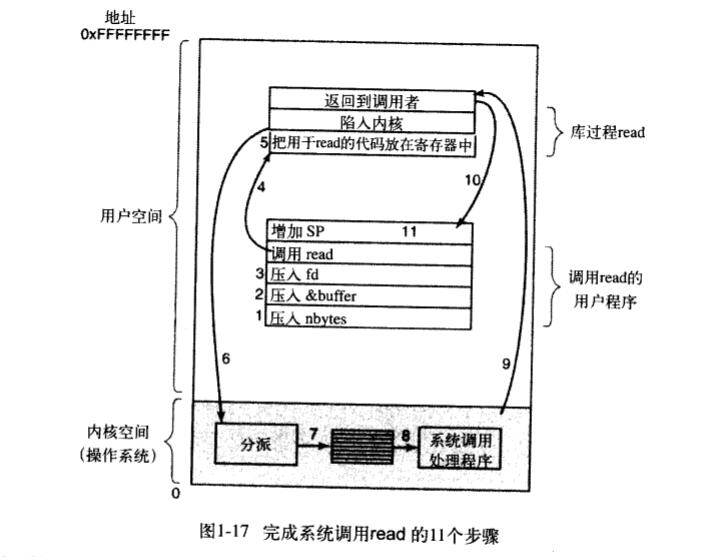 地址
0xFFFFFFFF
返回到调用者
陷入内核
5 把用于read的代码放在寄存器中
库过程read
4
10
用户空间
增加 SP 11
调用 read
3 压入 fd
2 压入 &buffer
1 压入 nbytes
调用read的
用户程序
6
9
内核空间
(操作系统)
分派
7
8
系统调用
处理程序
0
图1-17 完成系统调用read 的11个步骤